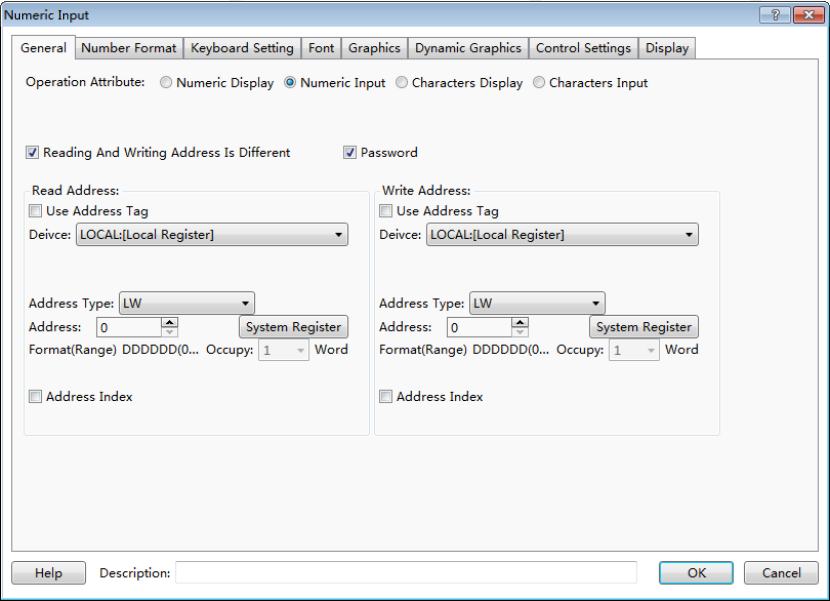 Numeric Input
General Number Format Keyboard Setting Font Graphics Dynamic Graphics Control Settings Display
Operation Attribute: Numeric Display Numeric Input Characters Display Characters Input
Reading And Writing Address Is Different Password
Read Address: Write Address:
Use Address Tag Use Address Tag
Deivce: LOCAL:[Local Register] Deivce: LOCAL:[Local Register]
Address Type: LW Address Type: LW
Address: 0 System Register Address: 0 System Register
Format(Range) DDDDDD(0... Occupy: 1 Word Format(Range) DDDDDD(0... Occupy: 1 Word
Address Index Address Index
Help Description: OK Cancel